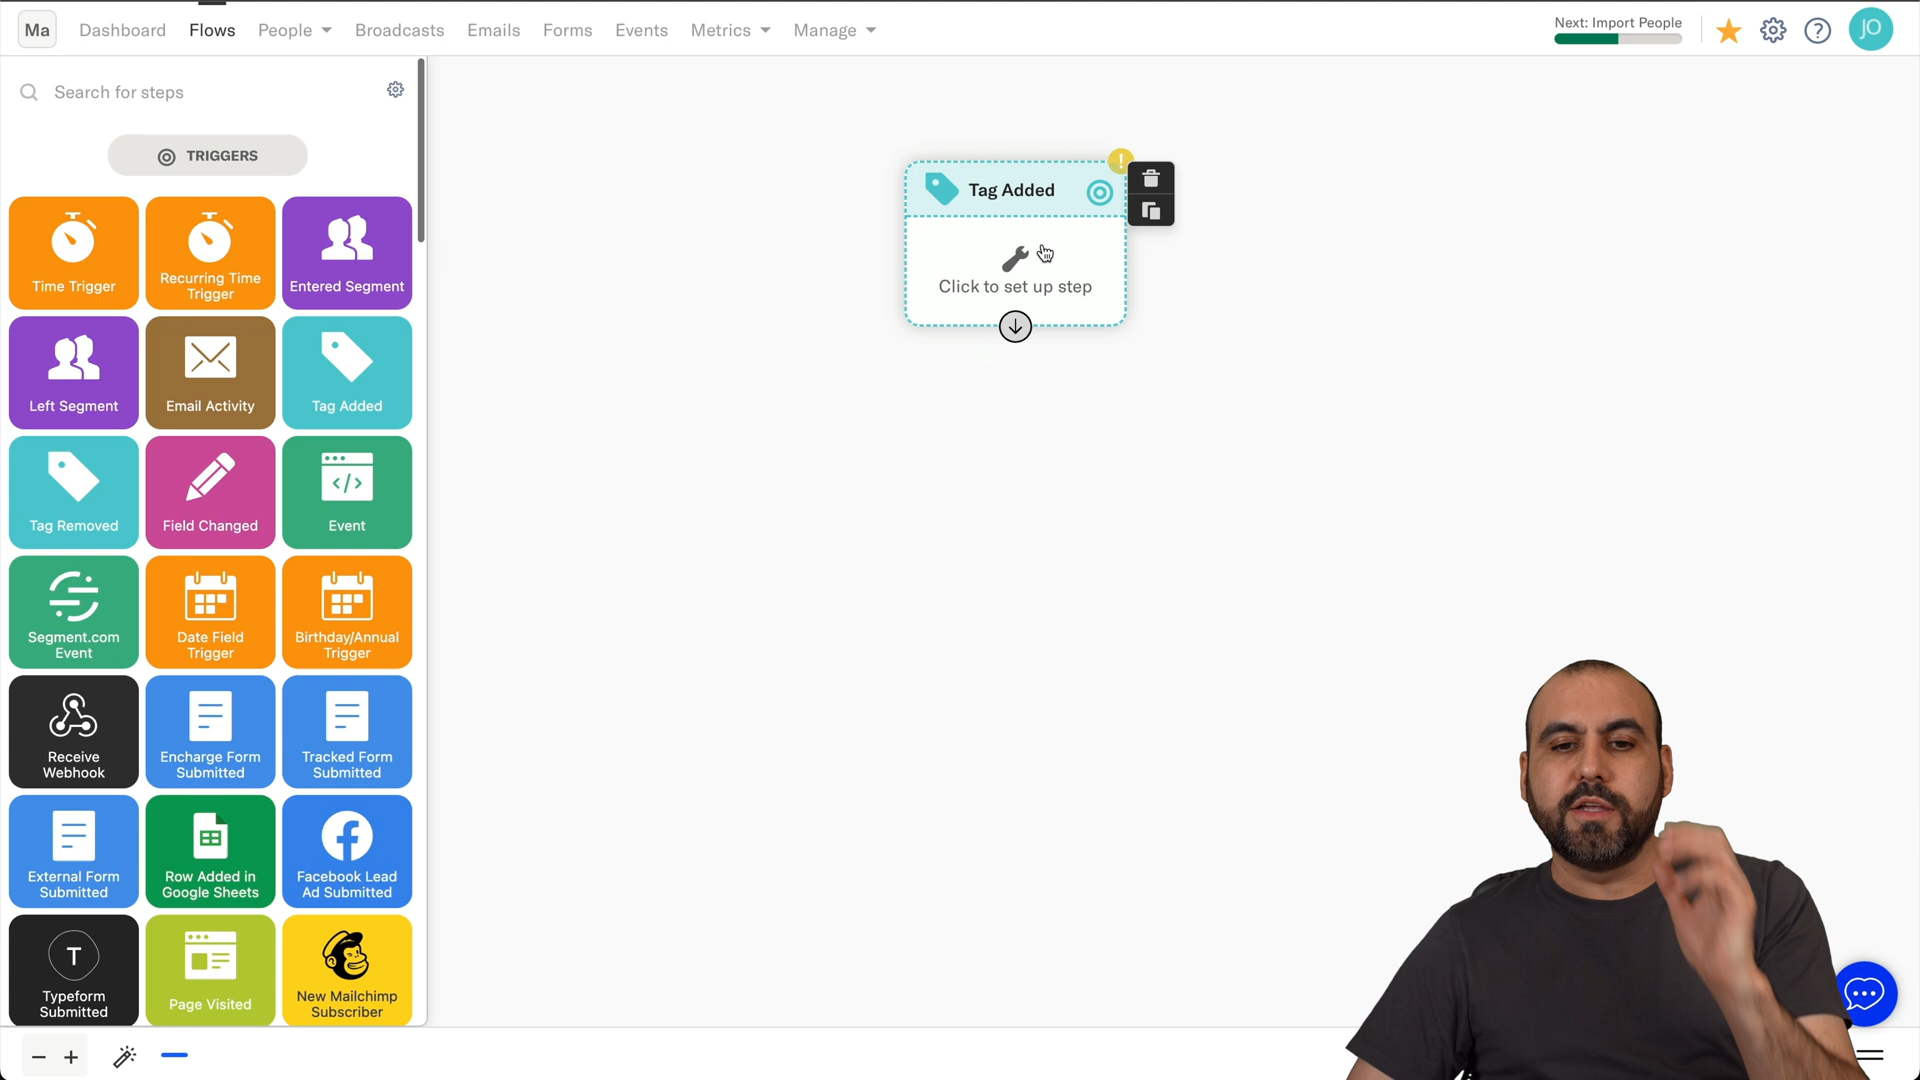 Ma Dashboard Flows People Broadcasts Emails Forms Events Metrics Manage
Next: Import People
JO
Search for steps
TRIGGERS
Time Trigger
Recurring Time
Trigger
Entered Segment
Left Segment
Email Activity
Tag Added
Tag Removed
Field Changed
Event
Segment.com
Event
Date Field
Trigger
Birthday/Annual
Trigger
Receive
Webhook
Encharge Form
Submitted
Tracked Form
Submitted
External Form
Submitted
Row Added in
Google Sheets
Facebook Lead
Ad Submitted
T
Typeform
Submitted
Page Visited
New Mailchimp
Subscriber
Tag Added
Click to set up step